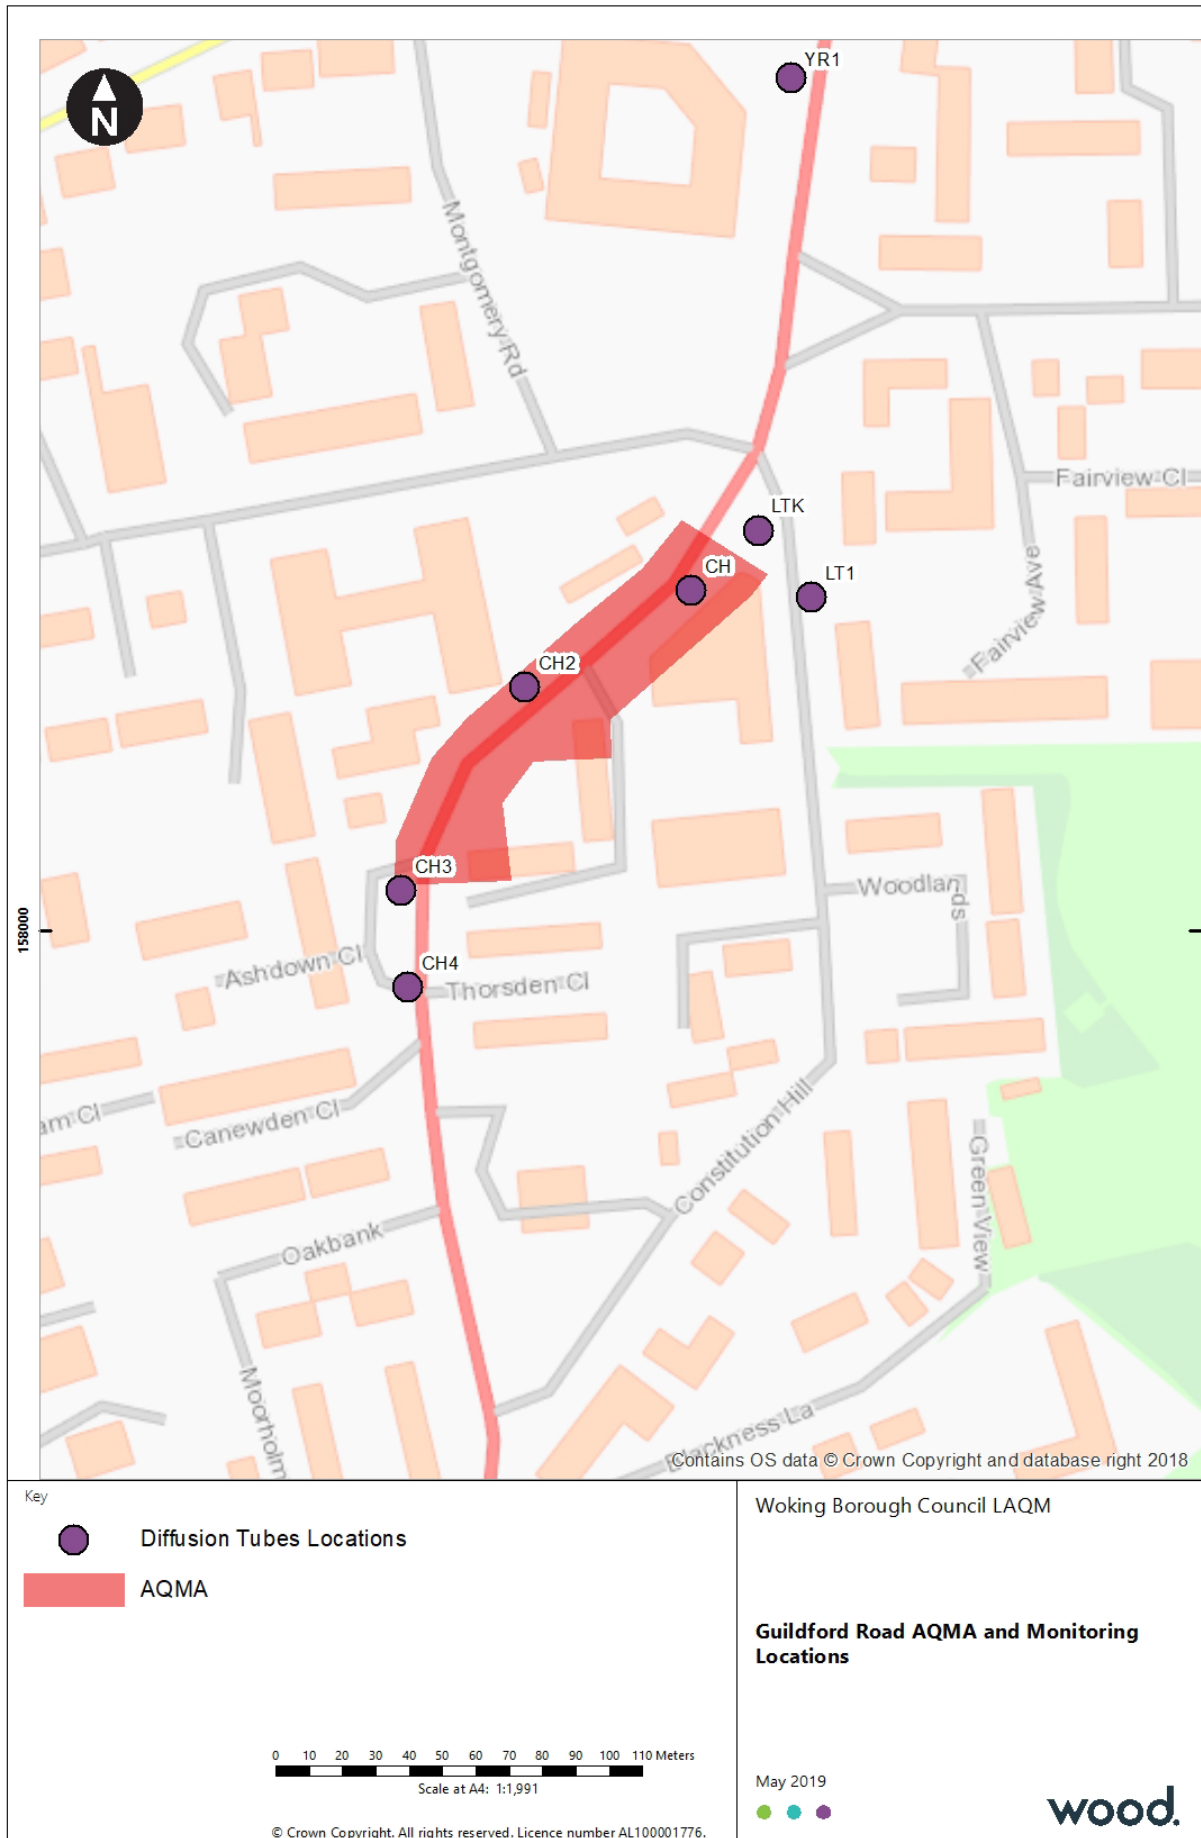 N
YR1
Montgomery Rd
Fairview Cl
LTK
CH
LT1
Fairview Ave
CH2
CH3
Woodlands
158000
CH4
Ashdown Cl
Thorsden Cl
am Cl
Canewden Cl
Constitution Hill
Green View
Oakbank
Moorholm
Blackness La
Contains OS data © Crown Copyright and database right 2018
Key
Diffusion Tubes Locations
AQMA
0 10 20 30 40 50 60 70 80 90 100 110 Meters
Scale at A4: 1:1,991
© Crown Copyright. All rights reserved. Licence number AL100001776.
Woking Borough Council LAQM
Guildford Road AQMA and Monitoring
Locations
May 2019
wood.